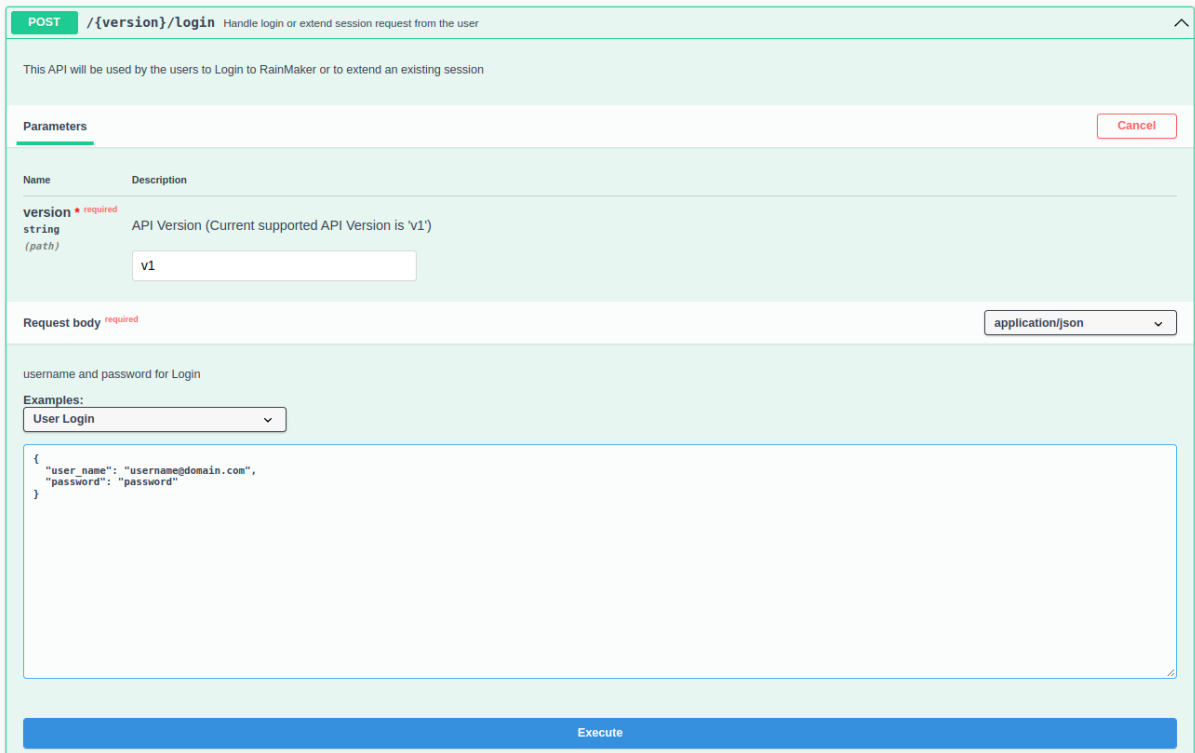 POST /{version}/login Handle login or extend session request from the user
This API will be used by the users to Login to RainMaker or to extend an existing session
Parameters
Cancel
Name Description
version * required
string
(path)
API Version (Current supported API Version is 'v1')
v1
Request body required
application/json
username and password for Login
Examples:
User Login
{
  "user_name": "username@domain.com",
  "password": "password"
}
Execute